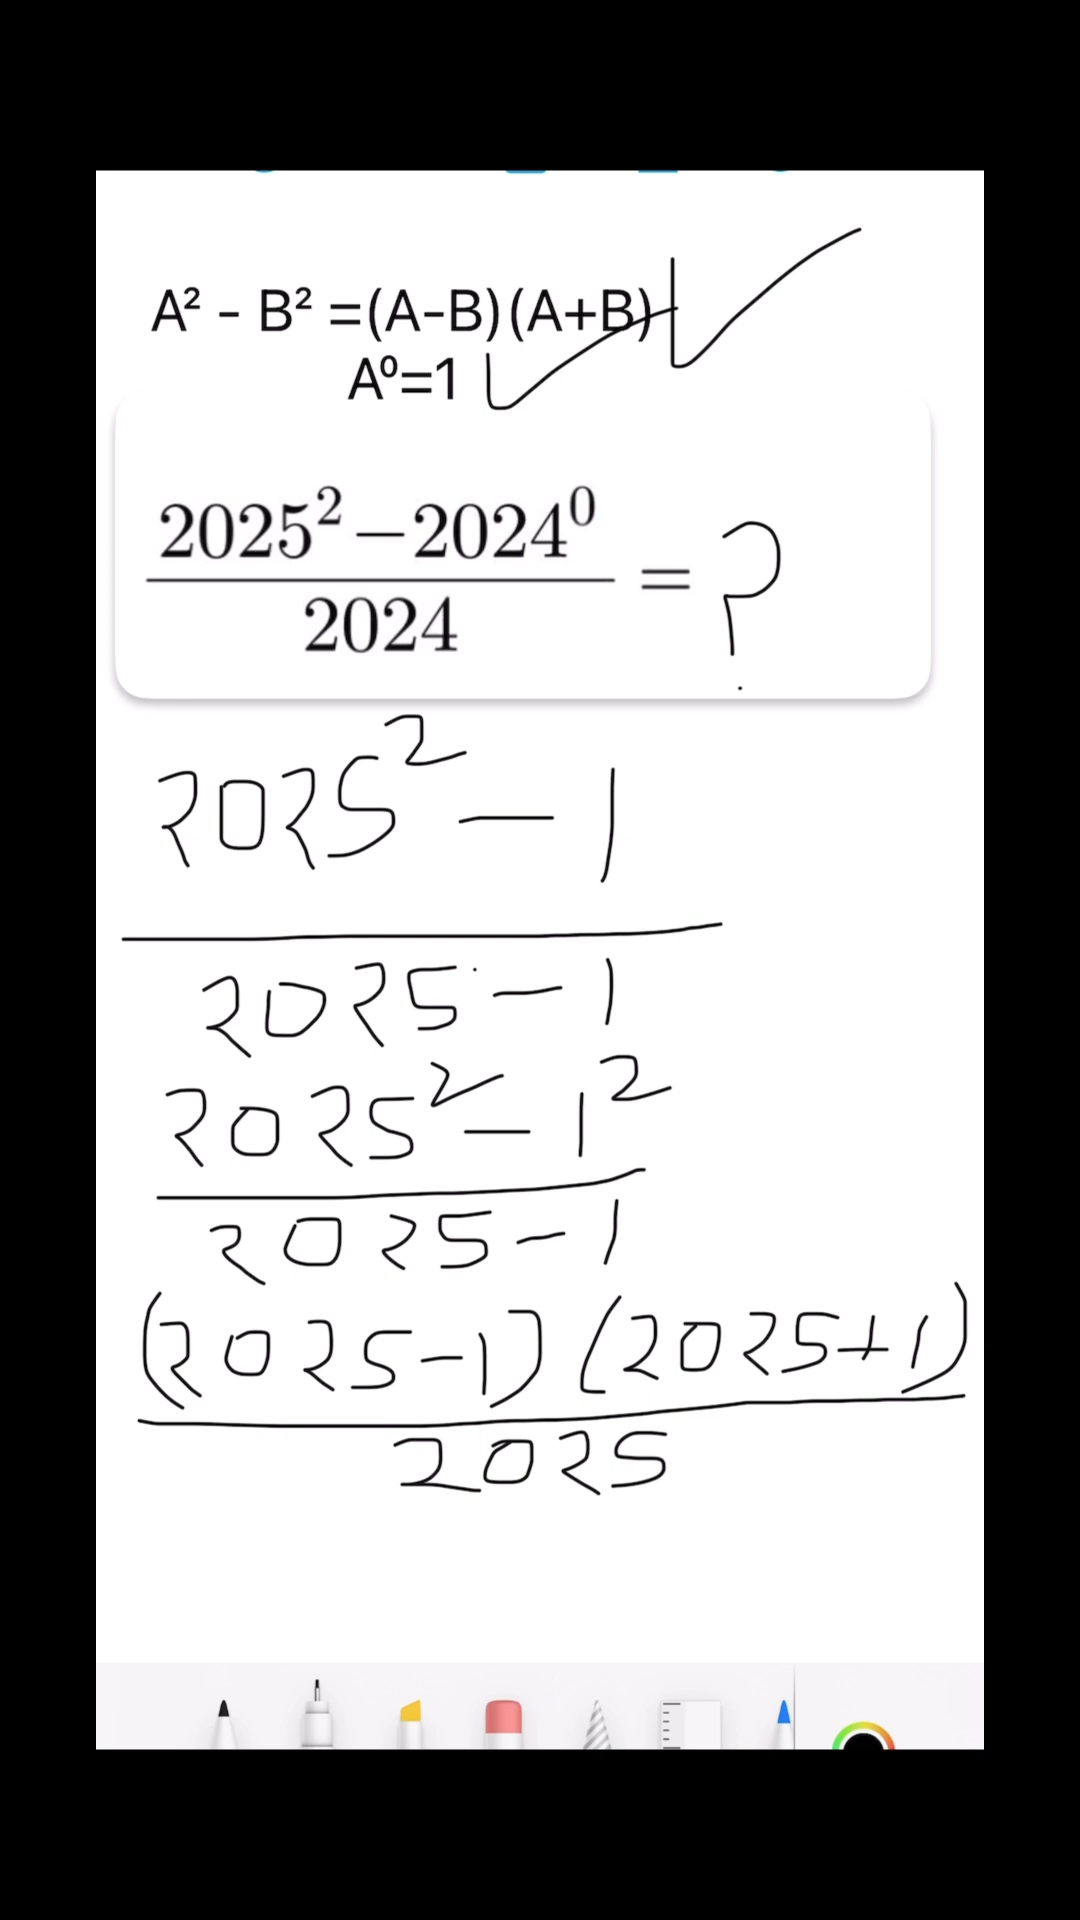 A² - B² =(A-B)(A+B)
A⁰=1
2025² − 2024⁰
2024
= ?
2025² − 1
2025 − 1
2025² − 1²
2025 − 1
(2025−1) (2025+1)
2025